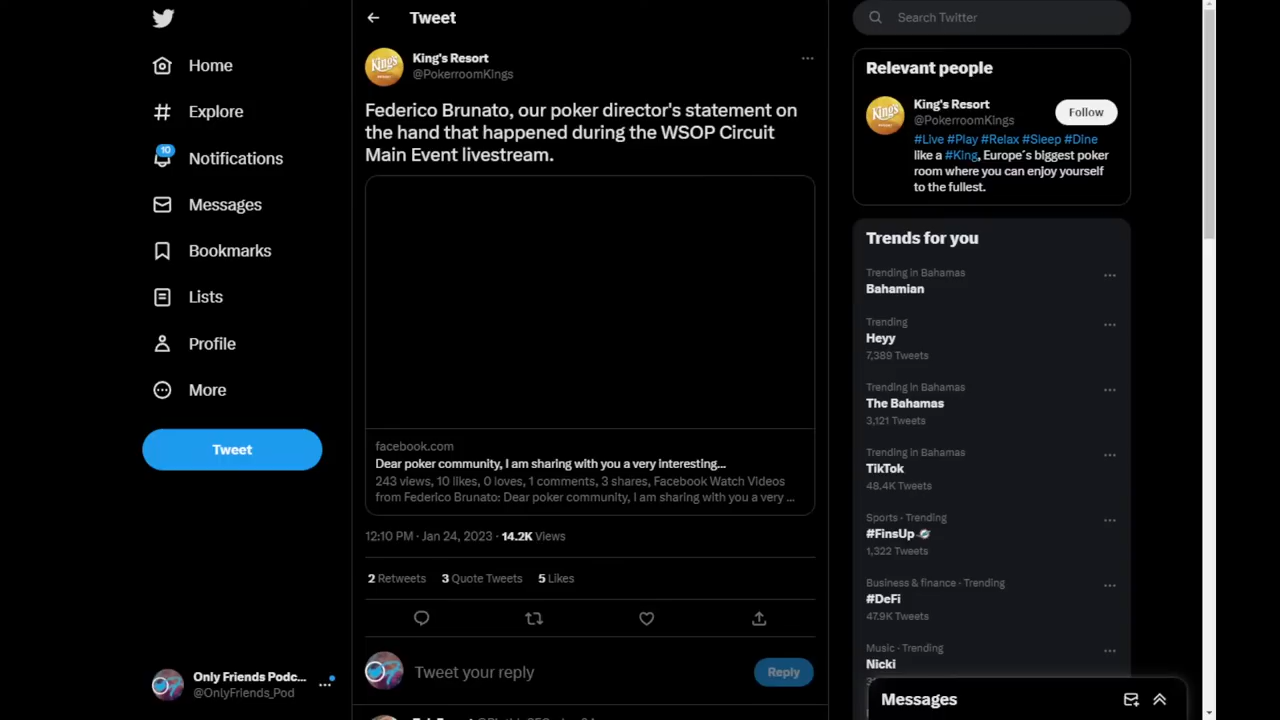 Home
Explore
10
Notifications
Messages
Bookmarks
Lists
Profile
More
Tweet
Only Friends Podc...
@OnlyFriends_Pod
Tweet
King's Resort
@PokerroomKings
Federico Brunato, our poker director's statement on
the hand that happened during the WSOP Circuit
Main Event livestream.
facebook.com
Dear poker community, I am sharing with you a very interesting...
243 views, 10 likes, 0 loves, 1 comments, 3 shares, Facebook Watch Videos
from Federico Brunato: Dear poker community, I am sharing with you a very ...
12:10 PM · Jan 24, 2023 · 14.2K Views
2 Retweets 3 Quote Tweets 5 Likes
Tweet your reply
Reply
Search Twitter
Relevant people
King's Resort
@PokerroomKings
Follow
#Live #Play #Relax #Sleep #Dine
like a #King, Europe´s biggest poker
room where you can enjoy yourself
to the fullest.
Trends for you
Trending in Bahamas
Bahamian
Trending
Heyy
7,389 Tweets
Trending in Bahamas
The Bahamas
3,121 Tweets
Trending in Bahamas
TikTok
48.4K Tweets
Sports · Trending
#FinsUp
1,322 Tweets
Business & finance · Trending
#DeFi
47.9K Tweets
Music · Trending
Nicki
Messages